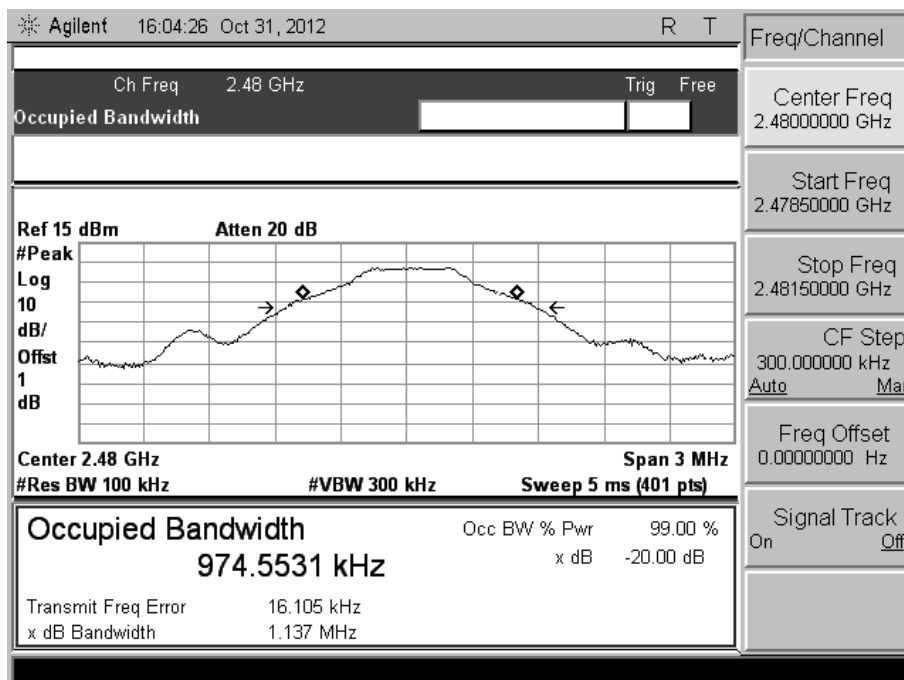 Agilent 16:04:26 Oct 31, 2012 R T
Ch Freq 2.48 GHz Trig Free
Occupied Bandwidth
Ref 15 dBm Atten 20 dB
#Peak
Log
10
dB/
Offst
1
dB
Center 2.48 GHz Span 3 MHz
#Res BW 100 kHz #VBW 300 kHz Sweep 5 ms (401 pts)
Occupied Bandwidth
974.5531 kHz
Occ BW % Pwr 99.00 %
x dB -20.00 dB
Transmit Freq Error 16.105 kHz
x dB Bandwidth 1.137 MHz
Freq/Channel
Center Freq
2.48000000 GHz
Start Freq
2.47850000 GHz
Stop Freq
2.48150000 GHz
CF Step
300.000000 kHz
Auto Mar
Freq Offset
0.00000000 Hz
Signal Track
On Off